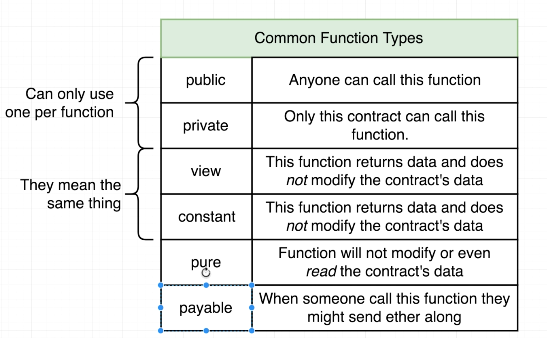 Common Function Types
Can only use
one per function
public
Anyone can call this function
private
Only this contract can call this
function.
They mean the
same thing
view
This function returns data and does
not modify the contract's data
constant
This function returns data and does
not modify the contract's data
pure
Function will not modify or even
read the contract's data
payable
When someone call this function they
might send ether along